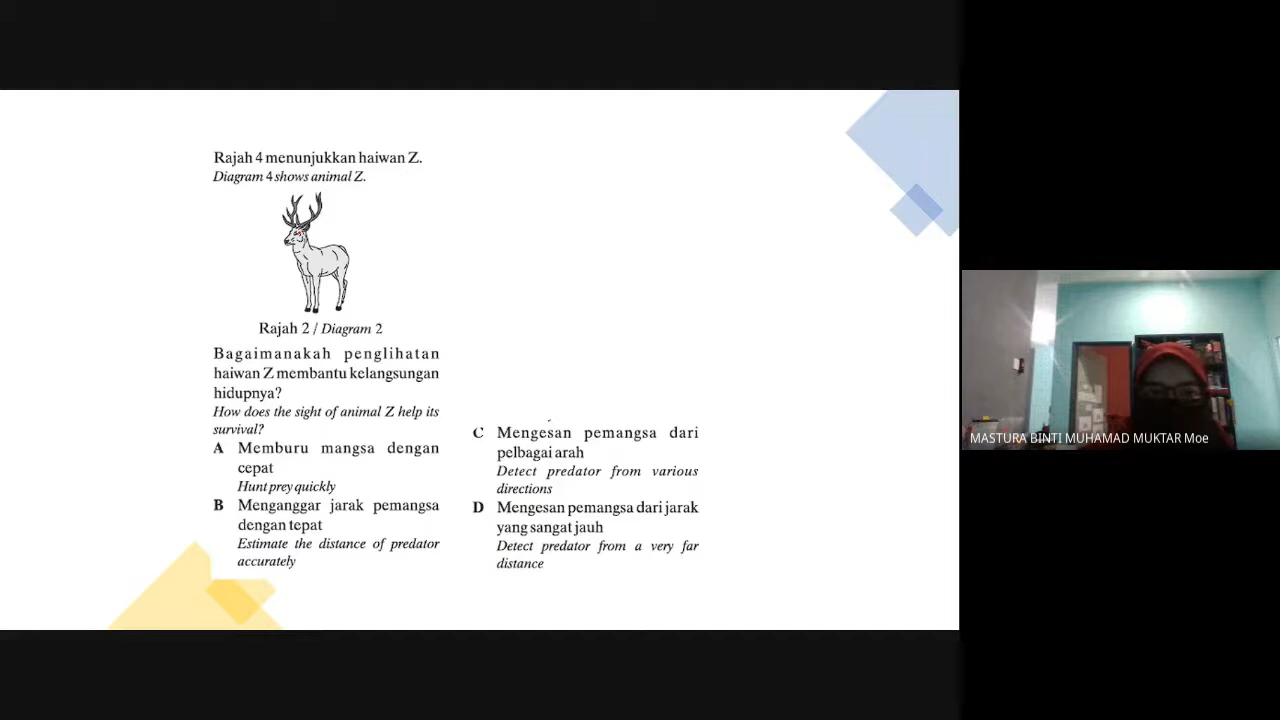 Rajah 4 menunjukkan haiwan Z.
Diagram 4 shows animal Z.
Rajah 2 / Diagram 2
Bagaimanakah penglihatan
haiwan Z membantu kelangsungan
hidupnya?
How does the sight of animal Z help its
survival?
A Memburu mangsa dengan
cepat
Hunt prey quickly
B Menganggar jarak pemangsa
dengan tepat
Estimate the distance of predator
accurately
C Mengesan pemangsa dari
pelbagai arah
Detect predator from various
directions
D Mengesan pemangsa dari jarak
yang sangat jauh
Detect predator from a very far
distance
MASTURA BINTI MUHAMAD MUKTAR Moe